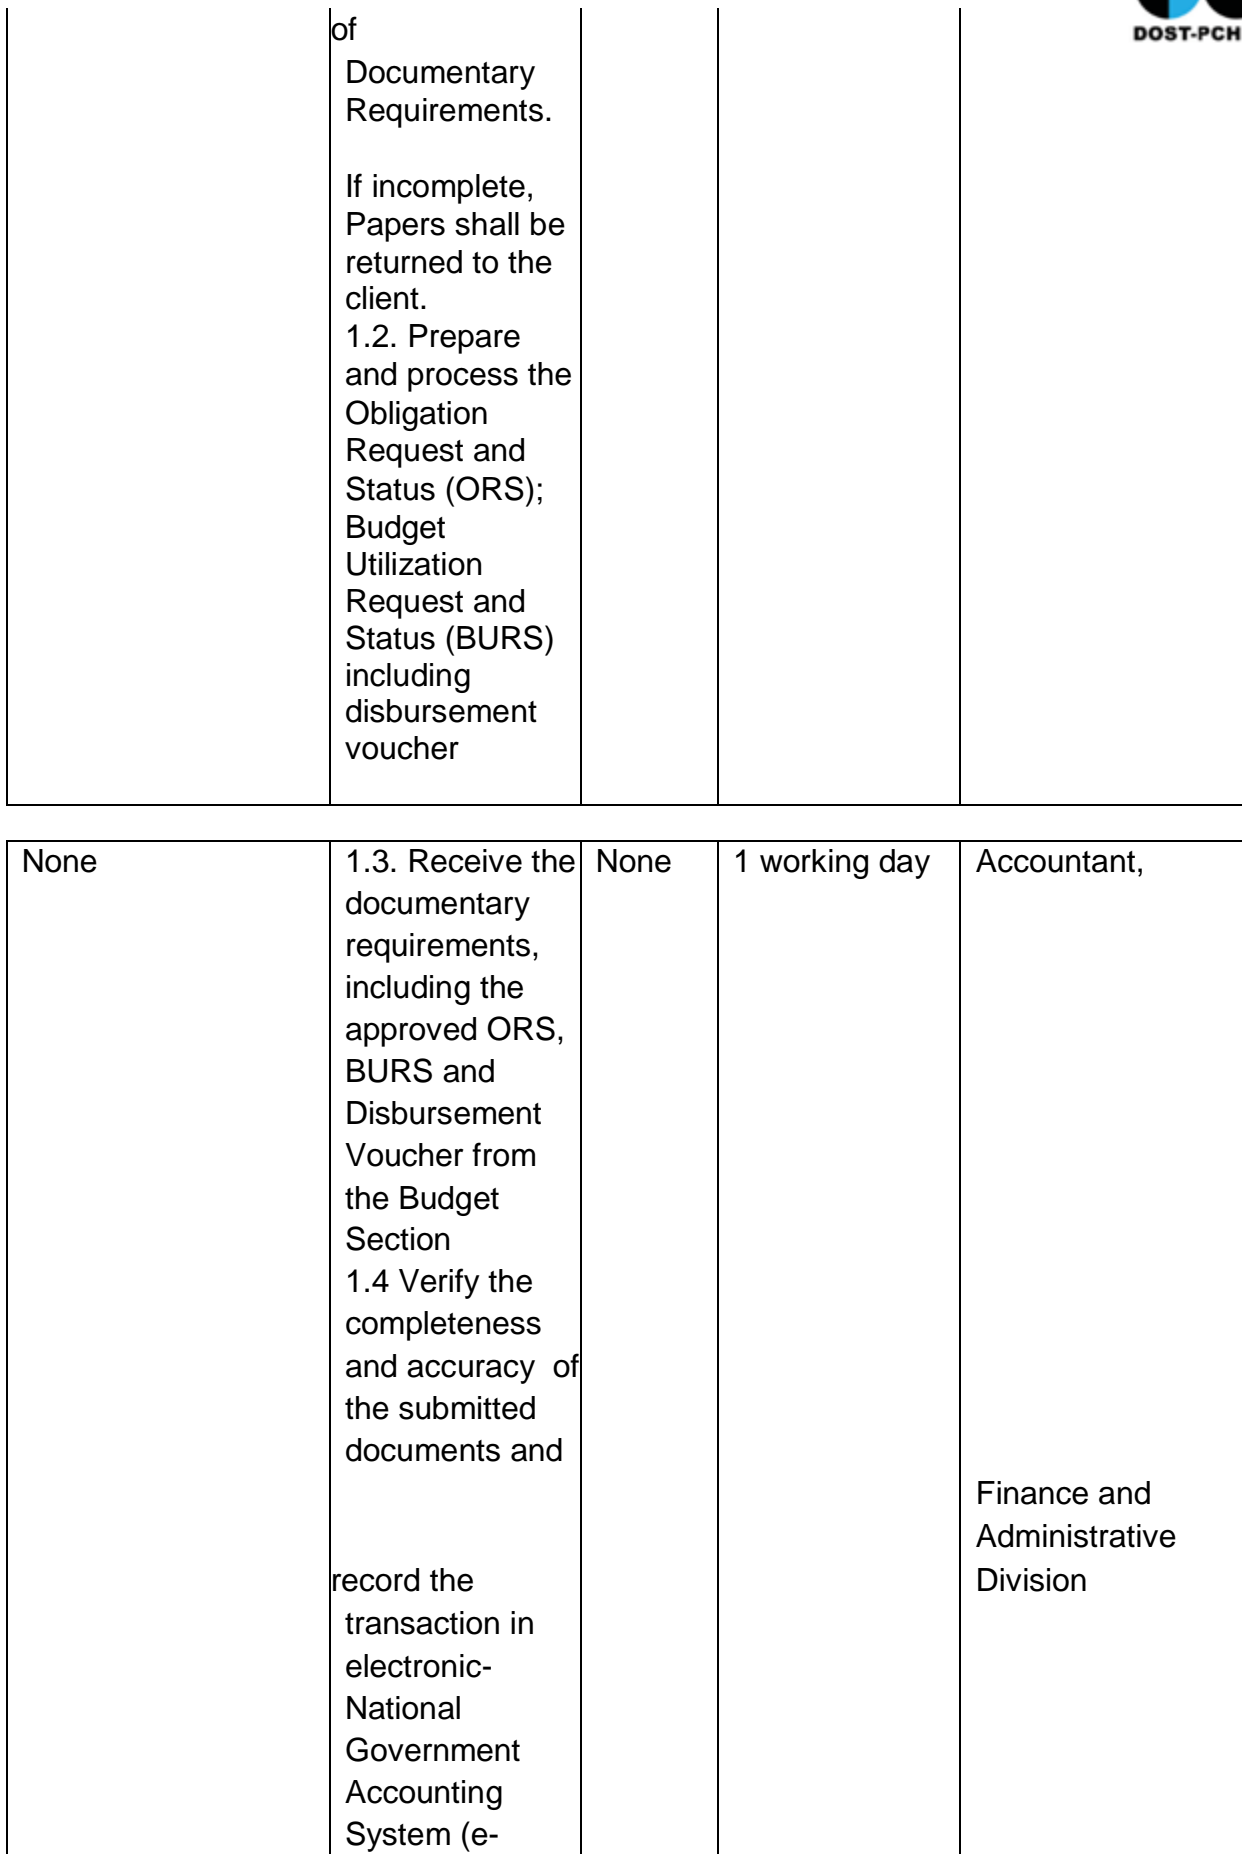 DOST-PCH
of
Documentary
Requirements.
If incomplete,
Papers shall be
returned to the
client.
1.2. Prepare
and process the
Obligation
Request and
Status (ORS);
Budget
Utilization
Request and
Status (BURS)
including
disbursement
voucher
None
1.3. Receive the
documentary
requirements,
including the
approved ORS,
BURS and
Disbursement
Voucher from
the Budget
Section
1.4 Verify the
completeness
and accuracy  of
the submitted
documents and
record the
transaction in
electronic-
National
Government
Accounting
System (e-
None
1 working day
Accountant,
Finance and
Administrative
Division